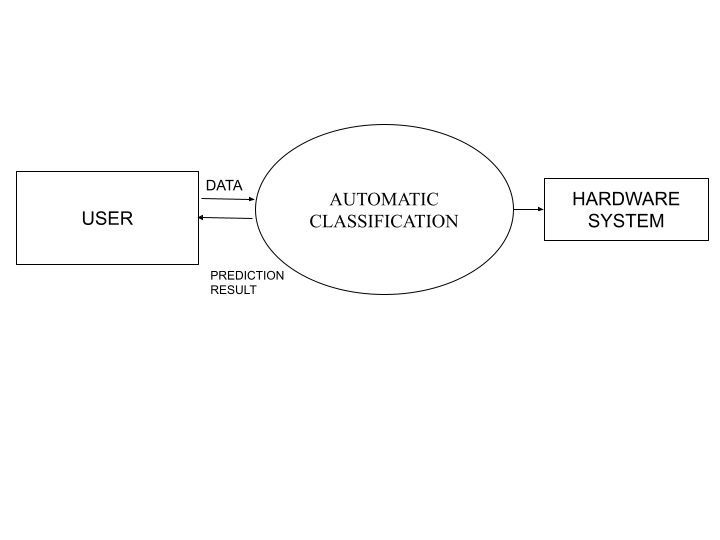 USER
DATA
PREDICTION
RESULT
AUTOMATIC
CLASSIFICATION
HARDWARE
SYSTEM